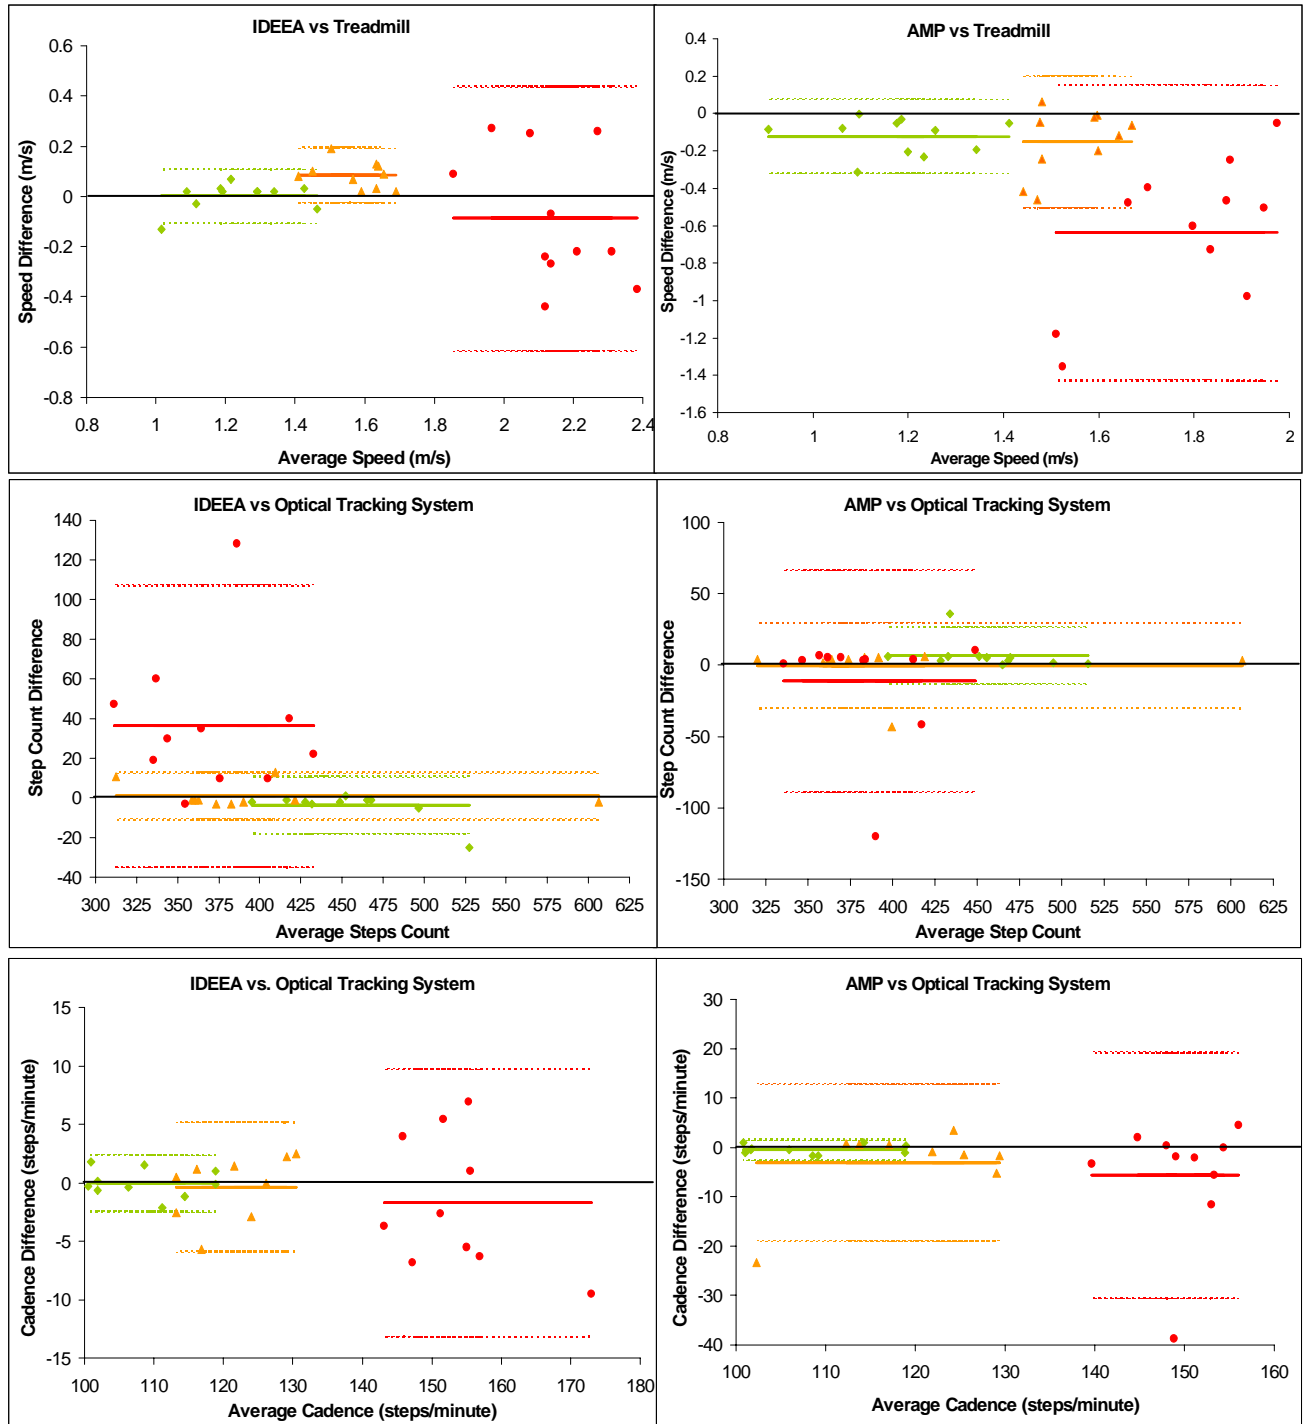 IDEEA vs Treadmill
Speed Difference (m/s)
0.6
0.4
0.2
0
-0.2
-0.4
-0.6
-0.8
0.8 1 1.2 1.4 1.6 1.8 2 2.2 2.4
Average Speed (m/s)
AMP vs Treadmill
Speed Difference (m/s)
0.4
0.2
0
-0.2
-0.4
-0.6
-0.8
-1
-1.2
-1.4
-1.6
0.8 1 1.2 1.4 1.6 1.8 2
Average Speed (m/s)
IDEEA vs Optical Tracking System
Step Count Difference
140
120
100
80
60
40
20
0
-20
-40
300 325 350 375 400 425 450 475 500 525 550 575 600 625
Average Steps Count
AMP vs Optical Tracking System
Step Count Difference
100
50
0
-50
-100
-150
300 325 350 375 400 425 450 475 500 525 550 575 600 625
Average Step Count
IDEEA vs. Optical Tracking System
Cadence Difference (steps/minute)
15
10
5
0
-5
-10
-15
100 110 120 130 140 150 160 170 180
Average Cadence (steps/minute)
AMP vs Optical Tracking System
Cadence Difference (steps/minute)
30
20
10
0
-10
-20
-30
-40
100 110 120 130 140 150 160
Average Cadence (steps/minute)